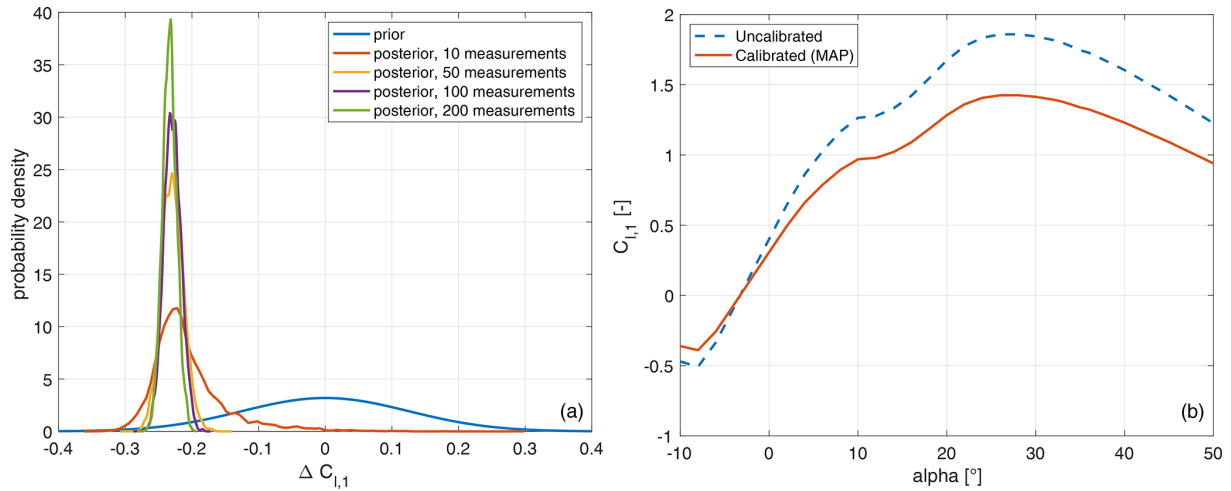 40
35
30
25
20
15
10
5
0
probability density
prior
posterior, 10 measurements
posterior, 50 measurements
posterior, 100 measurements
posterior, 200 measurements
(a)
-0.4 -0.3 -0.2 -0.1 0 0.1 0.2 0.3 0.4
Δ C_{l,1}
2
1.5
1
0.5
0
-0.5
-1
C_{l,1} [-]
Uncalibrated
Calibrated (MAP)
(b)
-10 0 10 20 30 40 50
alpha [°]